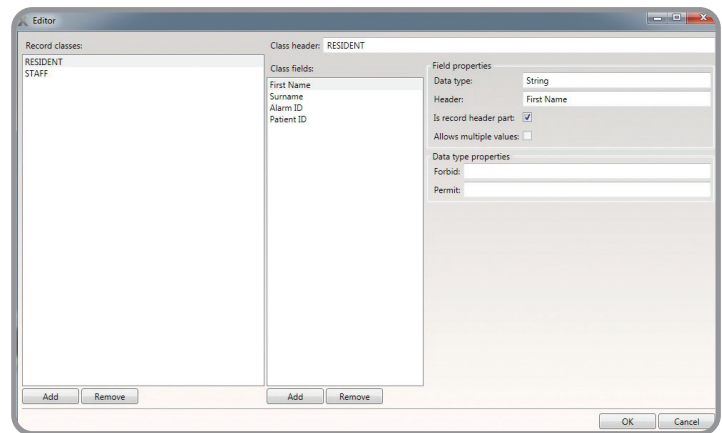 Editor
Record classes:
RESIDENT
STAFF
Add Remove
Class header: RESIDENT
Class fields:
First Name
Surname
Alarm ID
Patient ID
Add Remove
Field properties
Data type: String
Header: First Name
Is record header part:
Allows multiple values:
Data type properties
Forbid:
Permit:
OK Cancel